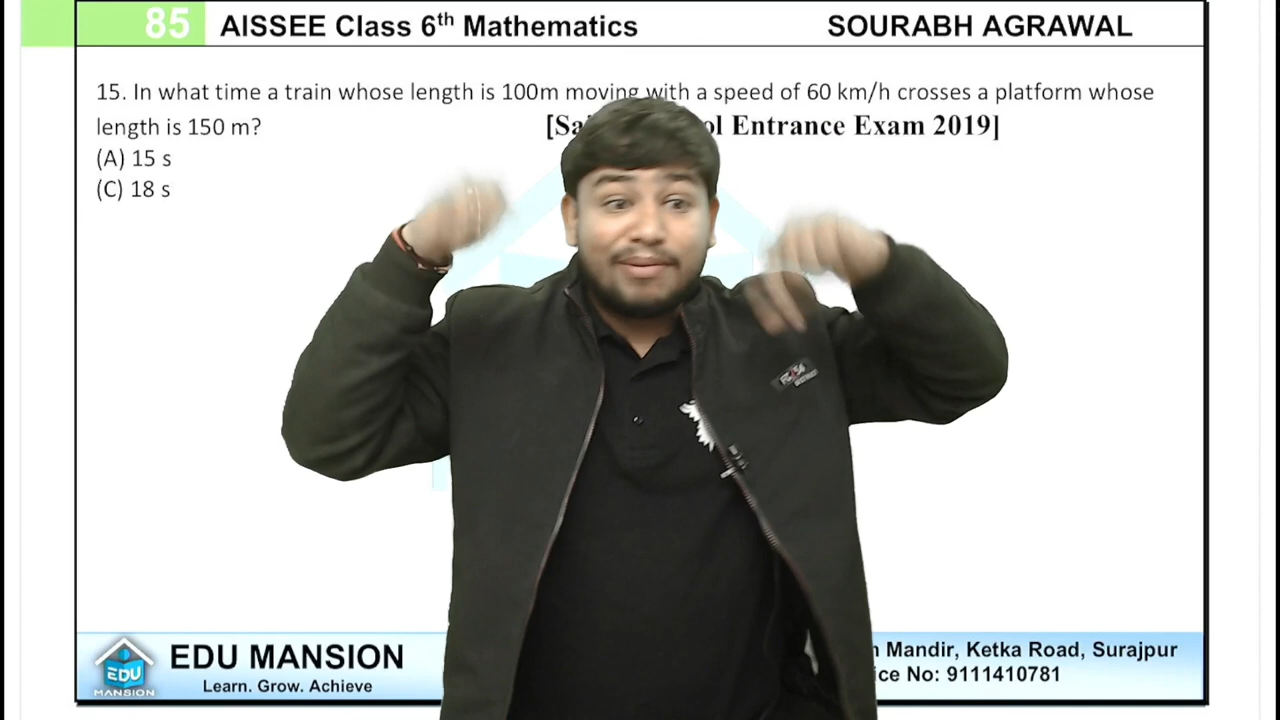 85 AISSEE Class 6th Mathematics SOURABH AGRAWAL
15. In what time a train whose length is 100m moving with a speed of 60 km/h crosses a platform whose
length is 150 m? Entrance Exam 2019]
(A) 15 s
(C) 18 s
EDU MANSION
Learn. Grow. Achieve
EDU
MANSION
Mandir, Ketka Road, Surajpur
No: 9111410781